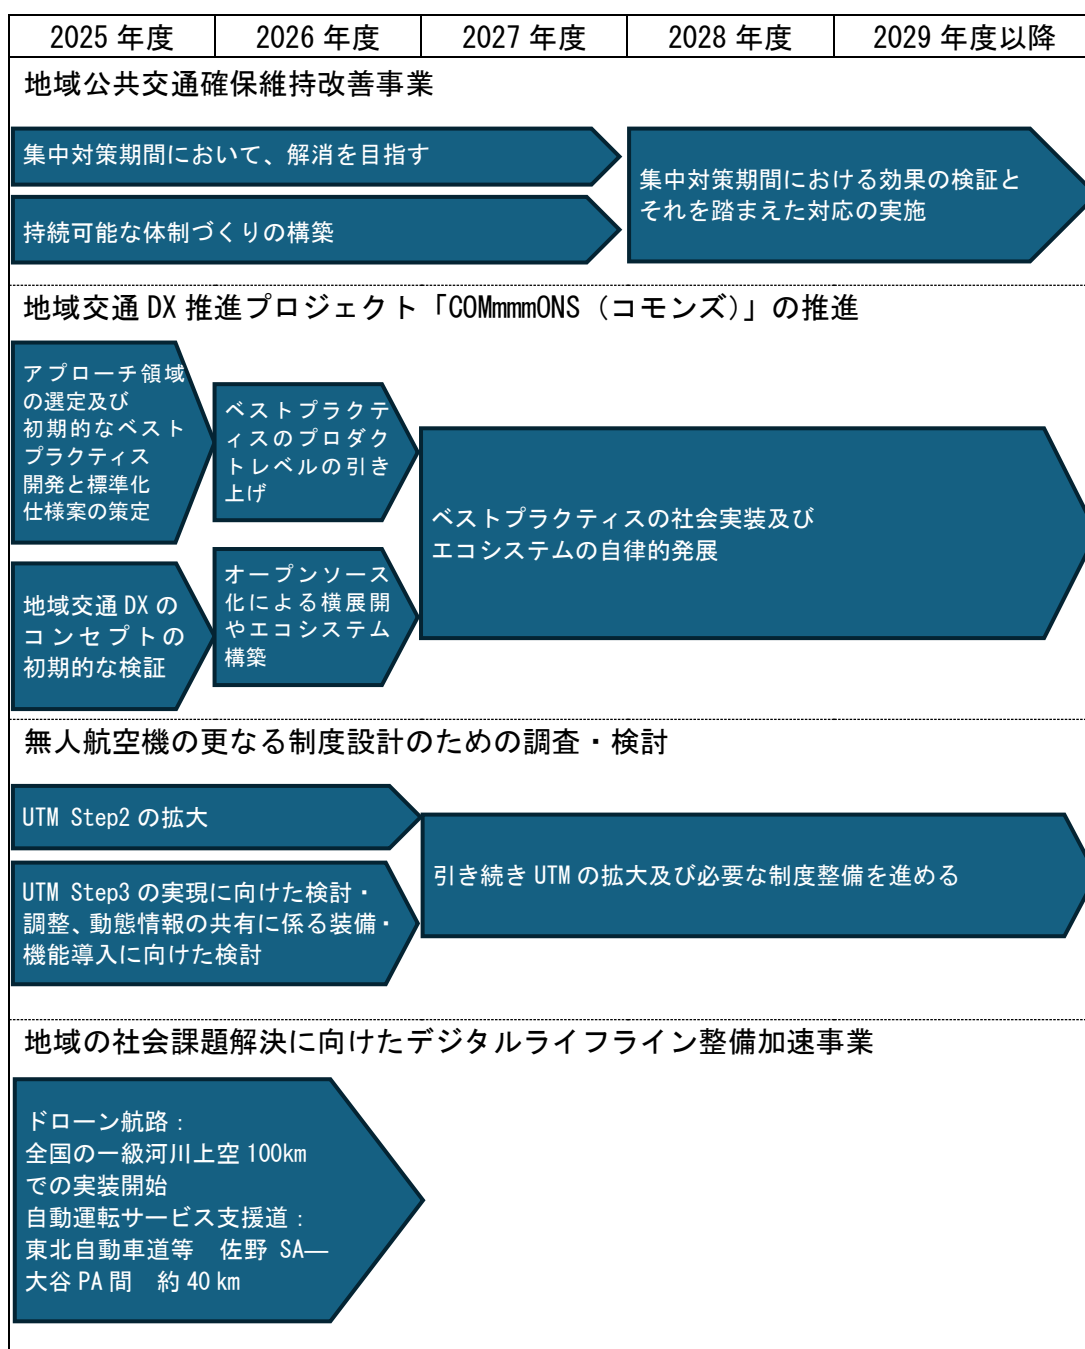 2025 年度 2026 年度 2027 年度 2028 年度 2029 年度以降
地域公共交通確保維持改善事業
集中対策期間において、解消を目指す
持続可能な体制づくりの構築
集中対策期間における効果の検証と
それを踏まえた対応の実施
地域交通 DX 推進プロジェクト「COMmmmONS（コモンズ）」の推進
アプローチ領域
の選定及び
初期的なベスト
プラクティス
開発と標準化
仕様案の策定
地域交通 DX の
コンセプトの
初期的な検証
ベストプラクテ
ィスのプロダク
トレベルの引き
上げ
オープンソース
化による横展開
やエコシステム
構築
ベストプラクティスの社会実装及び
エコシステムの自律的発展
無人航空機の更なる制度設計のための調査・検討
UTM Step2 の拡大
UTM Step3 の実現に向けた検討・
調整、動態情報の共有に係る装備・
機能導入に向けた検討
引き続き UTM の拡大及び必要な制度整備を進める
地域の社会課題解決に向けたデジタルライフライン整備加速事業
ドローン航路：
全国の一級河川上空 100km
での実装開始
自動運転サービス支援道：
東北自動車道等　佐野 SA―
大谷 PA 間　約 40 km